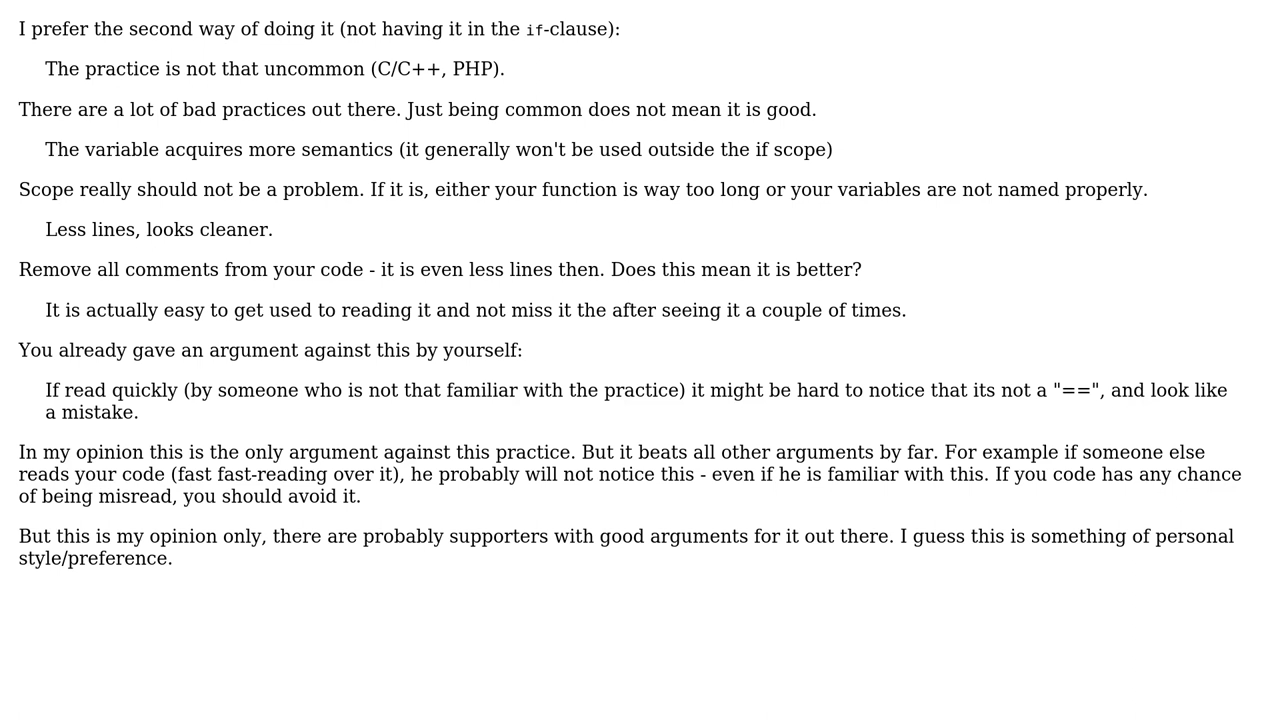 I prefer the second way of doing it (not having it in the if-clause):
The practice is not that uncommon (C/C++, PHP).
There are a lot of bad practices out there. Just being common does not mean it is good.
The variable acquires more semantics (it generally won't be used outside the if scope)
Scope really should not be a problem. If it is, either your function is way too long or your variables are not named properly.
Less lines, looks cleaner.
Remove all comments from your code - it is even less lines then. Does this mean it is better?
It is actually easy to get used to reading it and not miss it the after seeing it a couple of times.
You already gave an argument against this by yourself:
If read quickly (by someone who is not that familiar with the practice) it might be hard to notice that its not a "==", and look like
a mistake.
In my opinion this is the only argument against this practice. But it beats all other arguments by far. For example if someone else
reads your code (fast fast-reading over it), he probably will not notice this - even if he is familiar with this. If you code has any chance
of being misread, you should avoid it.
But this is my opinion only, there are probably supporters with good arguments for it out there. I guess this is something of personal
style/preference.